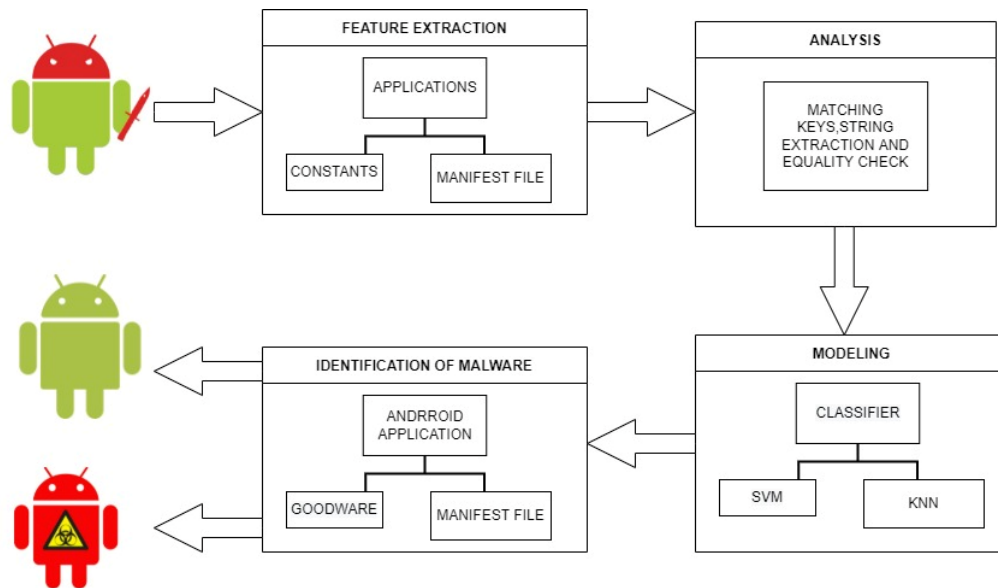 FEATURE EXTRACTION
APPLICATIONS
CONSTANTS
MANIFEST FILE
ANALYSIS
MATCHING
KEYS,STRING
EXTRACTION AND
EQUALITY CHECK
MODELING
CLASSIFIER
SVM
KNN
IDENTIFICATION OF MALWARE
ANDRROID
APPLICATION
GOODWARE
MANIFEST FILE